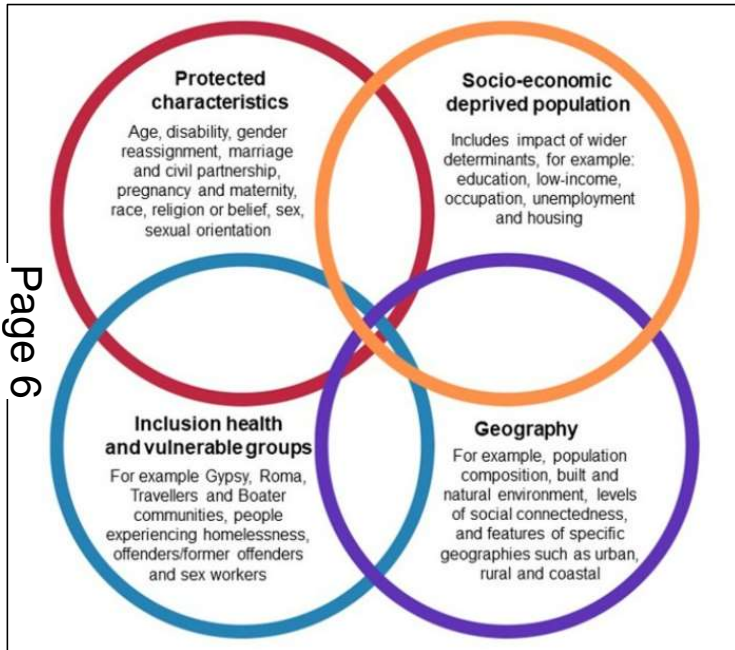 Protected
characteristics
Age, disability, gender
reassignment, marriage
and civil partnership,
pregnancy and maternity,
race, religion or belief, sex,
sexual orientation
Socio-economic
deprived population
Includes impact of wider
determinants, for example:
education, low-income,
occupation, unemployment
and housing
Page 6
Inclusion health
and vulnerable groups
For example Gypsy, Roma,
Travellers and Boater
communities, people
experiencing homelessness,
offenders/former offenders
and sex workers
Geography
For example, population
composition, built and
natural environment, levels
of social connectedness,
and features of specific
geographies such as urban,
rural and coastal